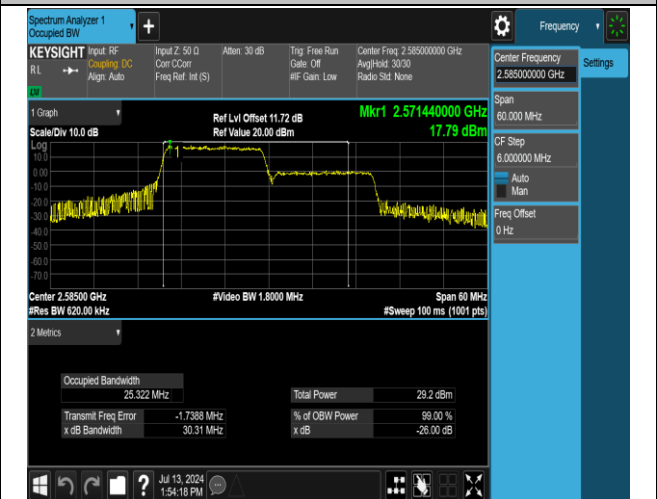 Spectrum Analyzer 1
Occupied BW
+
Frequency
KEYSIGHT
RL
LXI
Input: RF
Coupling: DC
Align: Auto
Input Z: 50 Ω
Corr CCorr
Freq Ref: Int (S)
Atten: 30 dB
Trig: Free Run
Gate: Off
#IF Gain: Low
Center Freq: 2.585000000 GHz
Avg|Hold: 30/30
Radio Std: None
Center Frequency
2.585000000 GHz
Settings
Span
60.000 MHz
CF Step
6.000000 MHz
Auto
Man
Freq Offset
0 Hz
1 Graph
Scale/Div 10.0 dB
Ref Lvl Offset 11.72 dB
Ref Value 20.00 dBm
Mkr1 2.571440000 GHz
17.79 dBm
Log
10.0
0.00
-10.0
-20.0
-30.0
-40.0
-50.0
-60.0
-70.0
1
Center 2.58500 GHz
#Res BW 620.00 kHz
#Video BW 1.8000 MHz
Span 60 MHz
#Sweep 100 ms (1001 pts)
2 Metrics
Occupied Bandwidth
25.322 MHz
Total Power 29.2 dBm
Transmit Freq Error -1.7388 MHz
% of OBW Power 99.00 %
x dB Bandwidth 30.31 MHz
x dB -26.00 dB
?
Jul 13, 2024
1:54:18 PM